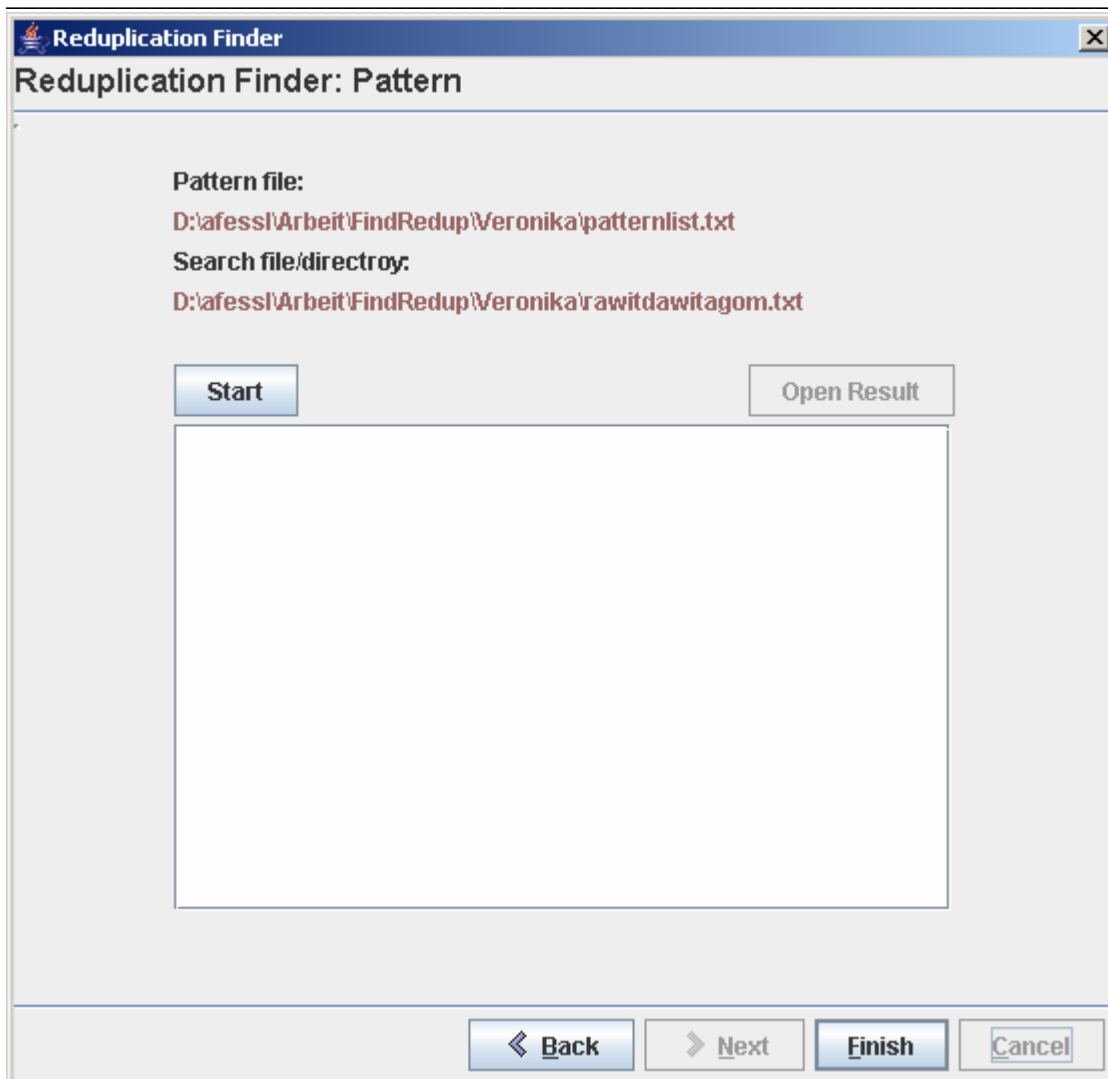 Reduplication Finder
Reduplication Finder: Pattern
Pattern file:
D:\afessl\Arbeit\FindRedup\Veronika\patternlist.txt
Search file/directroy:
D:\afessl\Arbeit\FindRedup\Veronika\rawitdawitagom.txt
Start
Open Result
Back
Next
Finish
Cancel